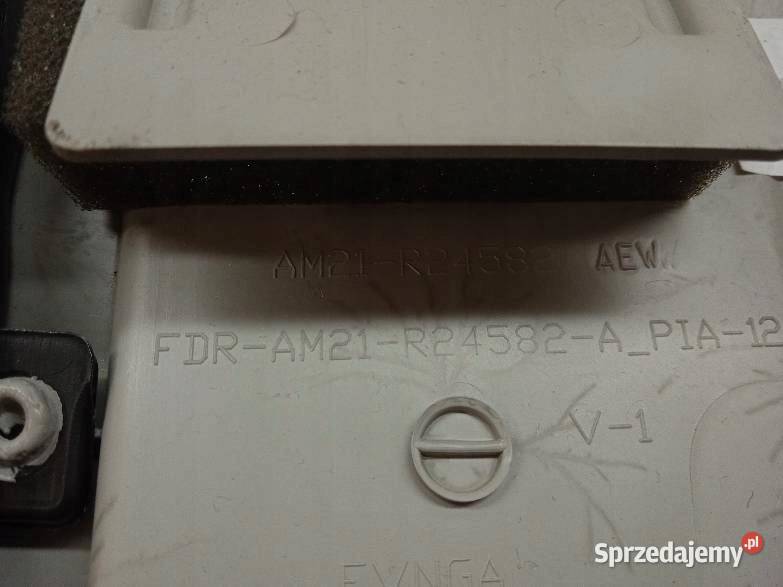 AM21-R24582 AEW
FDR-AM21-R24582-A_PIA-12
V-1
Sprzedajemy.pl